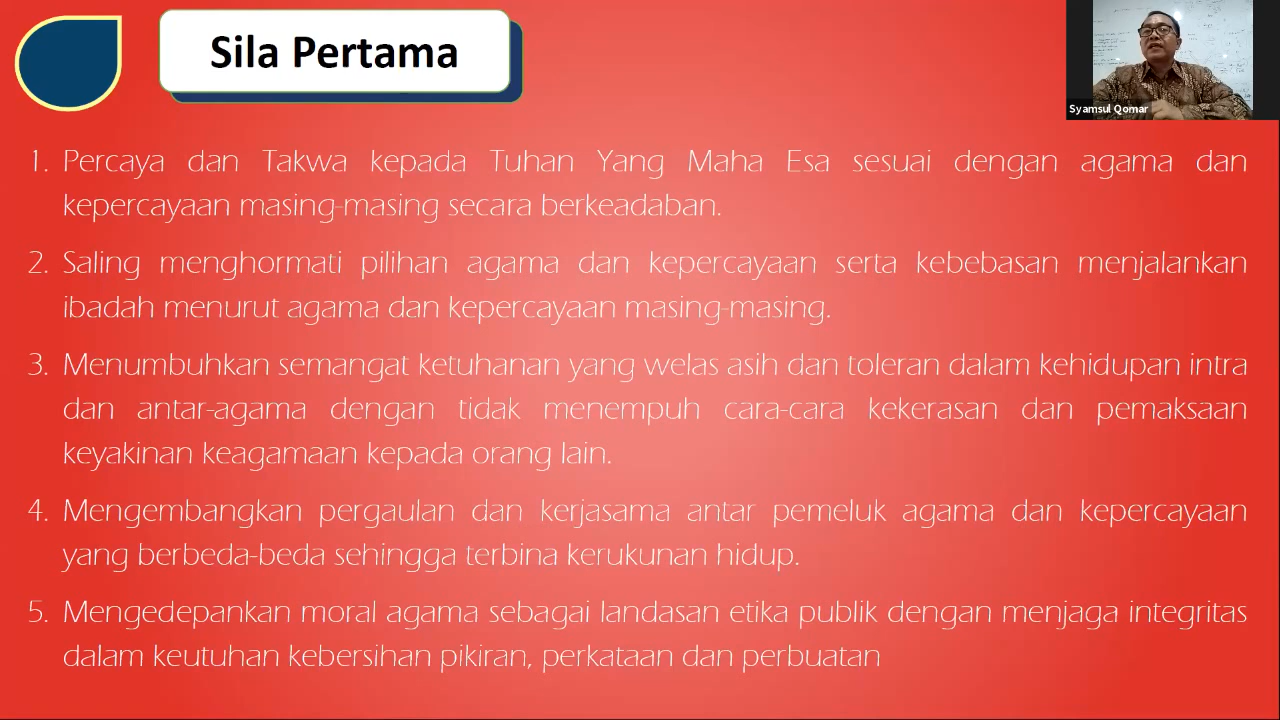 Sila Pertama
Syamsul Qomar
1. Percaya dan Takwa kepada Tuhan Yang Maha Esa sesuai dengan agama dan
kepercayaan masing-masing secara berkeadaban.
2. Saling menghormati pilihan agama dan kepercayaan serta kebebasan menjalankan
ibadah menurut agama dan kepercayaan masing-masing.
3. Menumbuhkan semangat ketuhanan yang welas asih dan toleran dalam kehidupan intra
dan antar-agama dengan tidak menempuh cara-cara kekerasan dan pemaksaan
keyakinan keagamaan kepada orang lain.
4. Mengembangkan pergaulan dan kerjasama antar pemeluk agama dan kepercayaan
yang berbeda-beda sehingga terbina kerukunan hidup.
5. Mengedepankan moral agama sebagai landasan etika publik dengan menjaga integritas
dalam keutuhan kebersihan pikiran, perkataan dan perbuatan